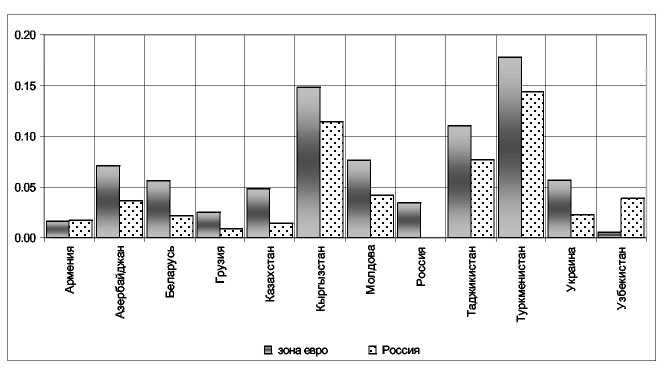 0.20
0.15
0.10
0.05
0.00
Армения
Азербайджан
Беларусь
Грузия
Казахстан
Кыргызстан
Молдова
Россия
Таджикистан
Туркменистан
Украина
Узбекистан
зона евро
Россия